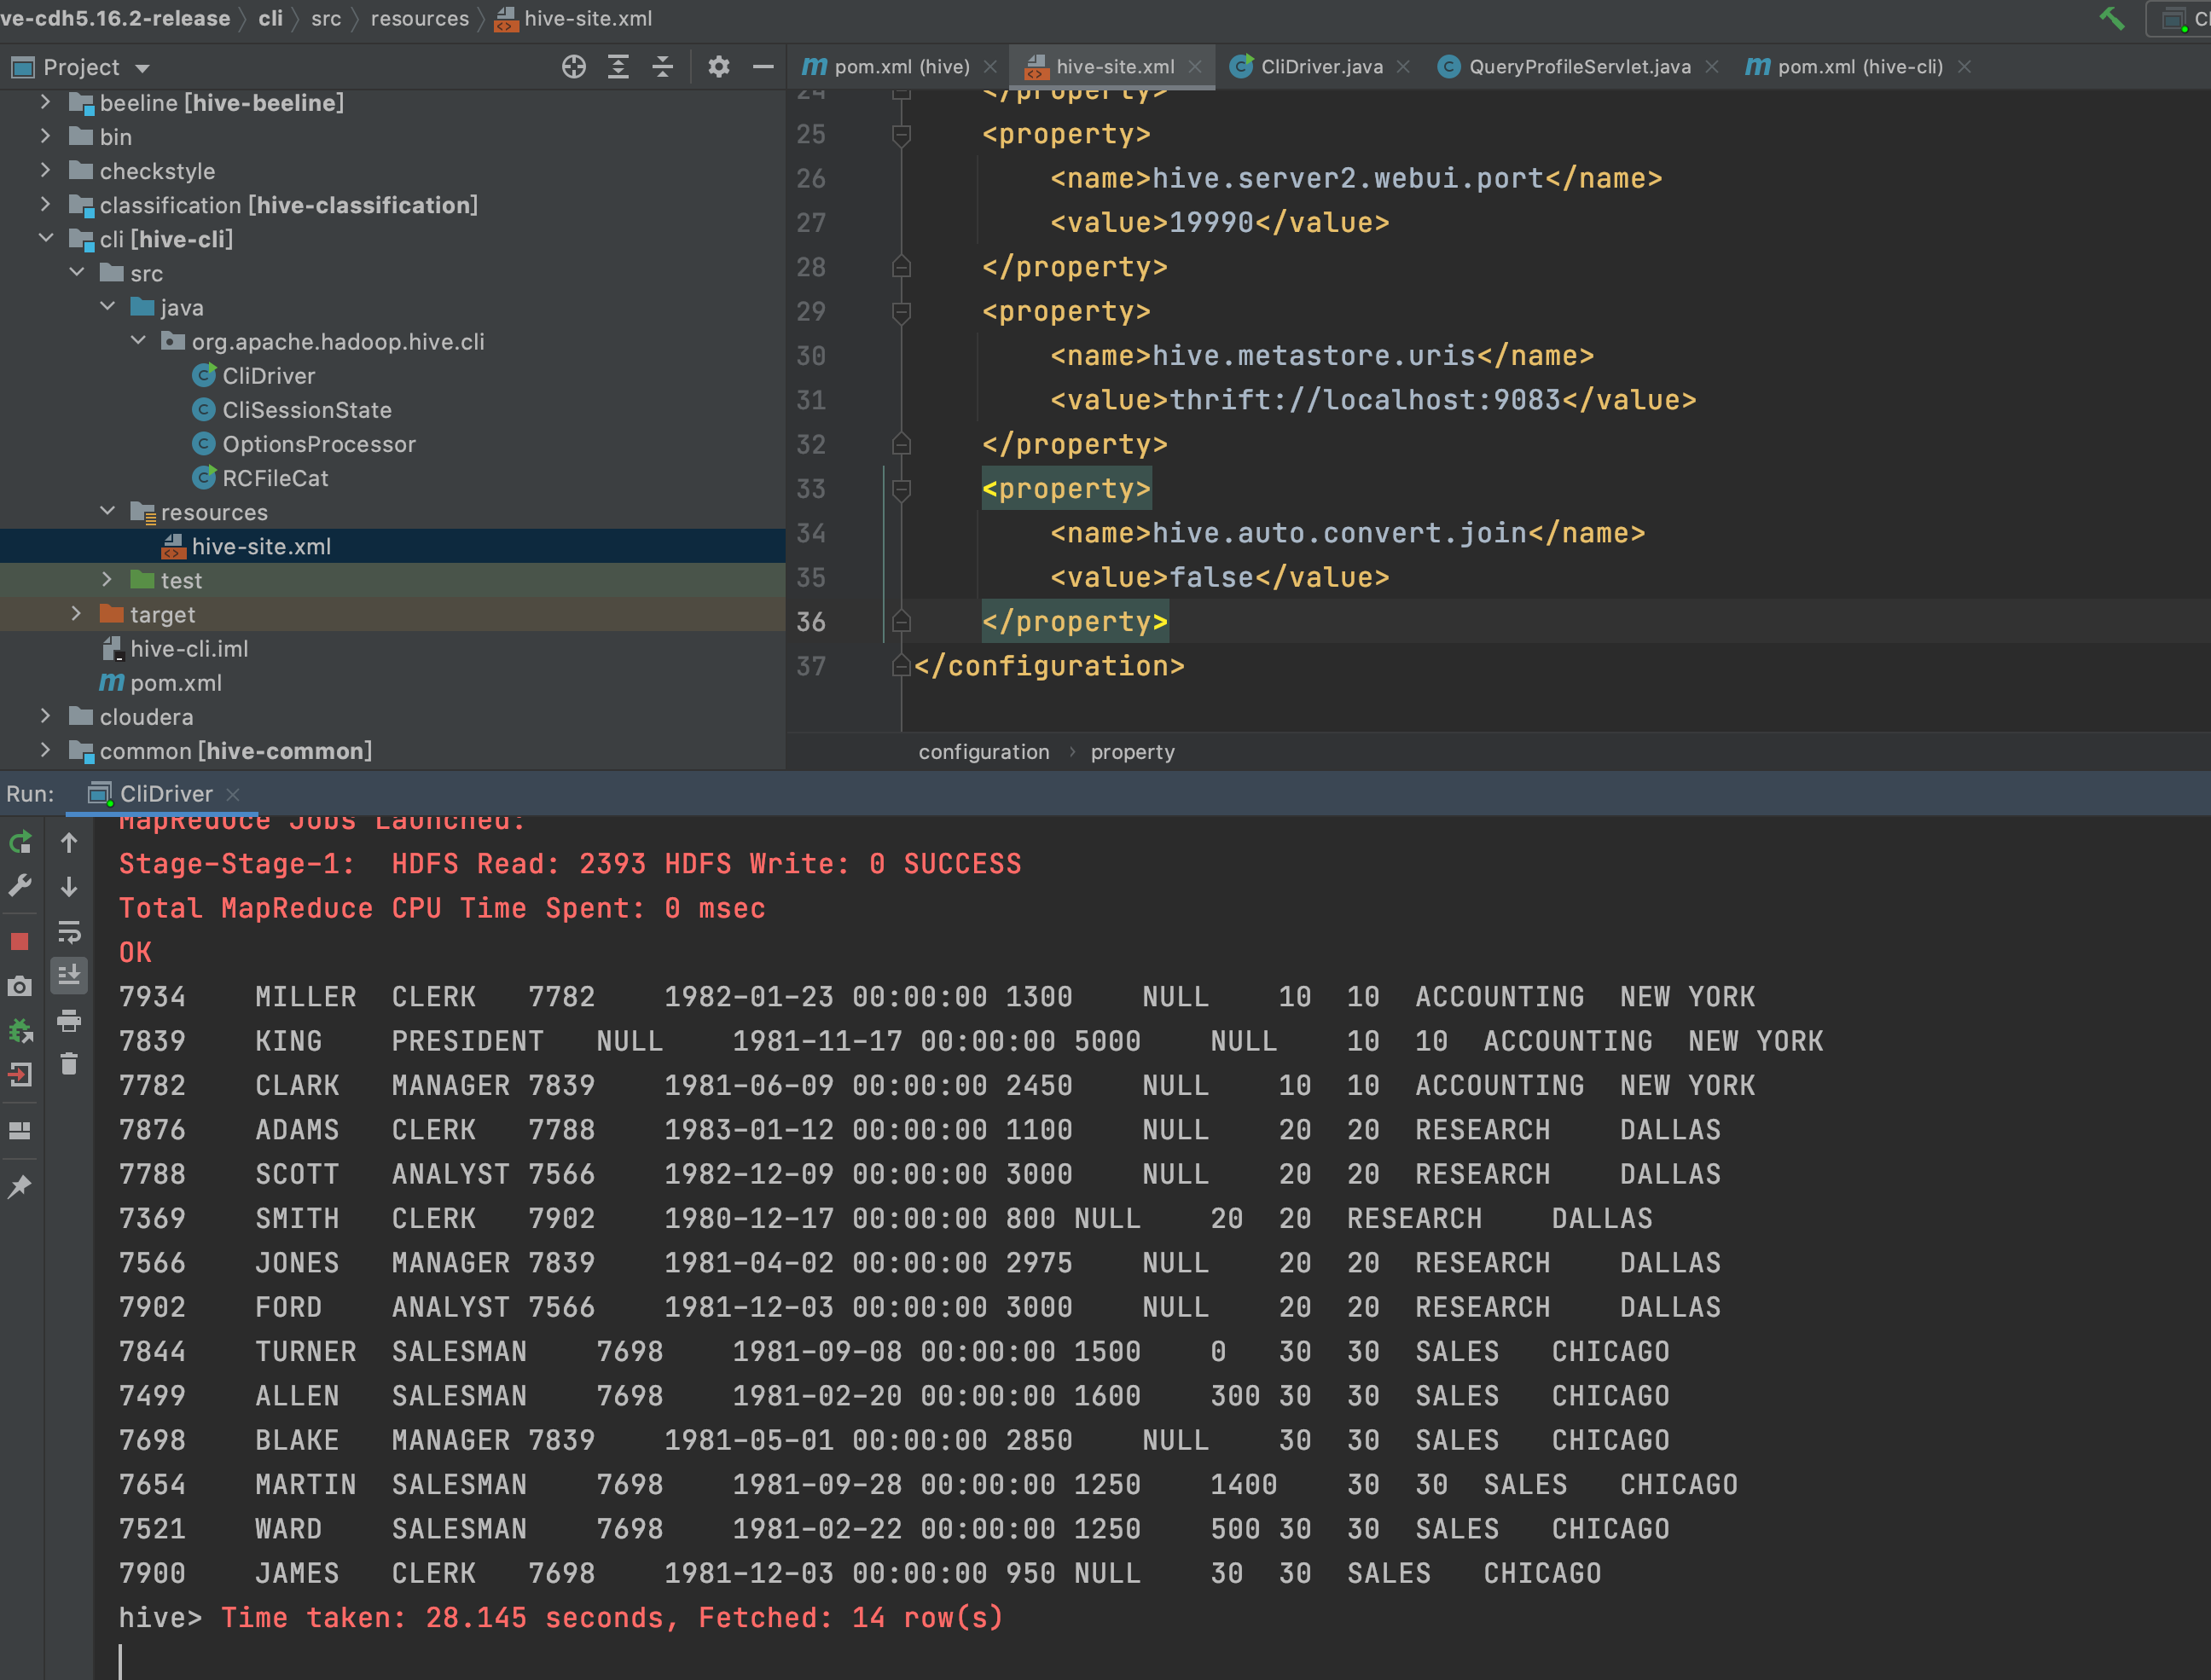 ve-cdh5.16.2-release 〉 cli 〉 src 〉 resources 〉 hive-site.xml
Project
pom.xml (hive) hive-site.xml CliDriver.java QueryProfileServlet.java pom.xml (hive-cli)
beeline [hive-beeline]
bin
checkstyle
classification [hive-classification]
cli [hive-cli]
src
java
org.apache.hadoop.hive.cli
CliDriver
CliSessionState
OptionsProcessor
RCFileCat
resources
hive-site.xml
test
target
hive-cli.iml
pom.xml
cloudera
common [hive-common]
24 </property>
25 <property>
26 <name>hive.server2.webui.port</name>
27 <value>19990</value>
28 </property>
29 <property>
30 <name>hive.metastore.uris</name>
31 <value>thrift://localhost:9083</value>
32 </property>
33 <property>
34 <name>hive.auto.convert.join</name>
35 <value>false</value>
36 </property>
37 </configuration>
configuration › property
Run: CliDriver
MapReduce Jobs Launched:
Stage-Stage-1:  HDFS Read: 2393 HDFS Write: 0 SUCCESS
Total MapReduce CPU Time Spent: 0 msec
OK
7934 MILLER CLERK 7782 1982-01-23 00:00:00 1300 NULL 10 10 ACCOUNTING NEW YORK
7839 KING PRESIDENT NULL 1981-11-17 00:00:00 5000 NULL 10 10 ACCOUNTING NEW YORK
7782 CLARK MANAGER 7839 1981-06-09 00:00:00 2450 NULL 10 10 ACCOUNTING NEW YORK
7876 ADAMS CLERK 7788 1983-01-12 00:00:00 1100 NULL 20 20 RESEARCH DALLAS
7788 SCOTT ANALYST 7566 1982-12-09 00:00:00 3000 NULL 20 20 RESEARCH DALLAS
7369 SMITH CLERK 7902 1980-12-17 00:00:00 800 NULL 20 20 RESEARCH DALLAS
7566 JONES MANAGER 7839 1981-04-02 00:00:00 2975 NULL 20 20 RESEARCH DALLAS
7902 FORD ANALYST 7566 1981-12-03 00:00:00 3000 NULL 20 20 RESEARCH DALLAS
7844 TURNER SALESMAN 7698 1981-09-08 00:00:00 1500 0 30 30 SALES CHICAGO
7499 ALLEN SALESMAN 7698 1981-02-20 00:00:00 1600 300 30 30 SALES CHICAGO
7698 BLAKE MANAGER 7839 1981-05-01 00:00:00 2850 NULL 30 30 SALES CHICAGO
7654 MARTIN SALESMAN 7698 1981-09-28 00:00:00 1250 1400 30 30 SALES CHICAGO
7521 WARD SALESMAN 7698 1981-02-22 00:00:00 1250 500 30 30 SALES CHICAGO
7900 JAMES CLERK 7698 1981-12-03 00:00:00 950 NULL 30 30 SALES CHICAGO
hive> Time taken: 28.145 seconds, Fetched: 14 row(s)